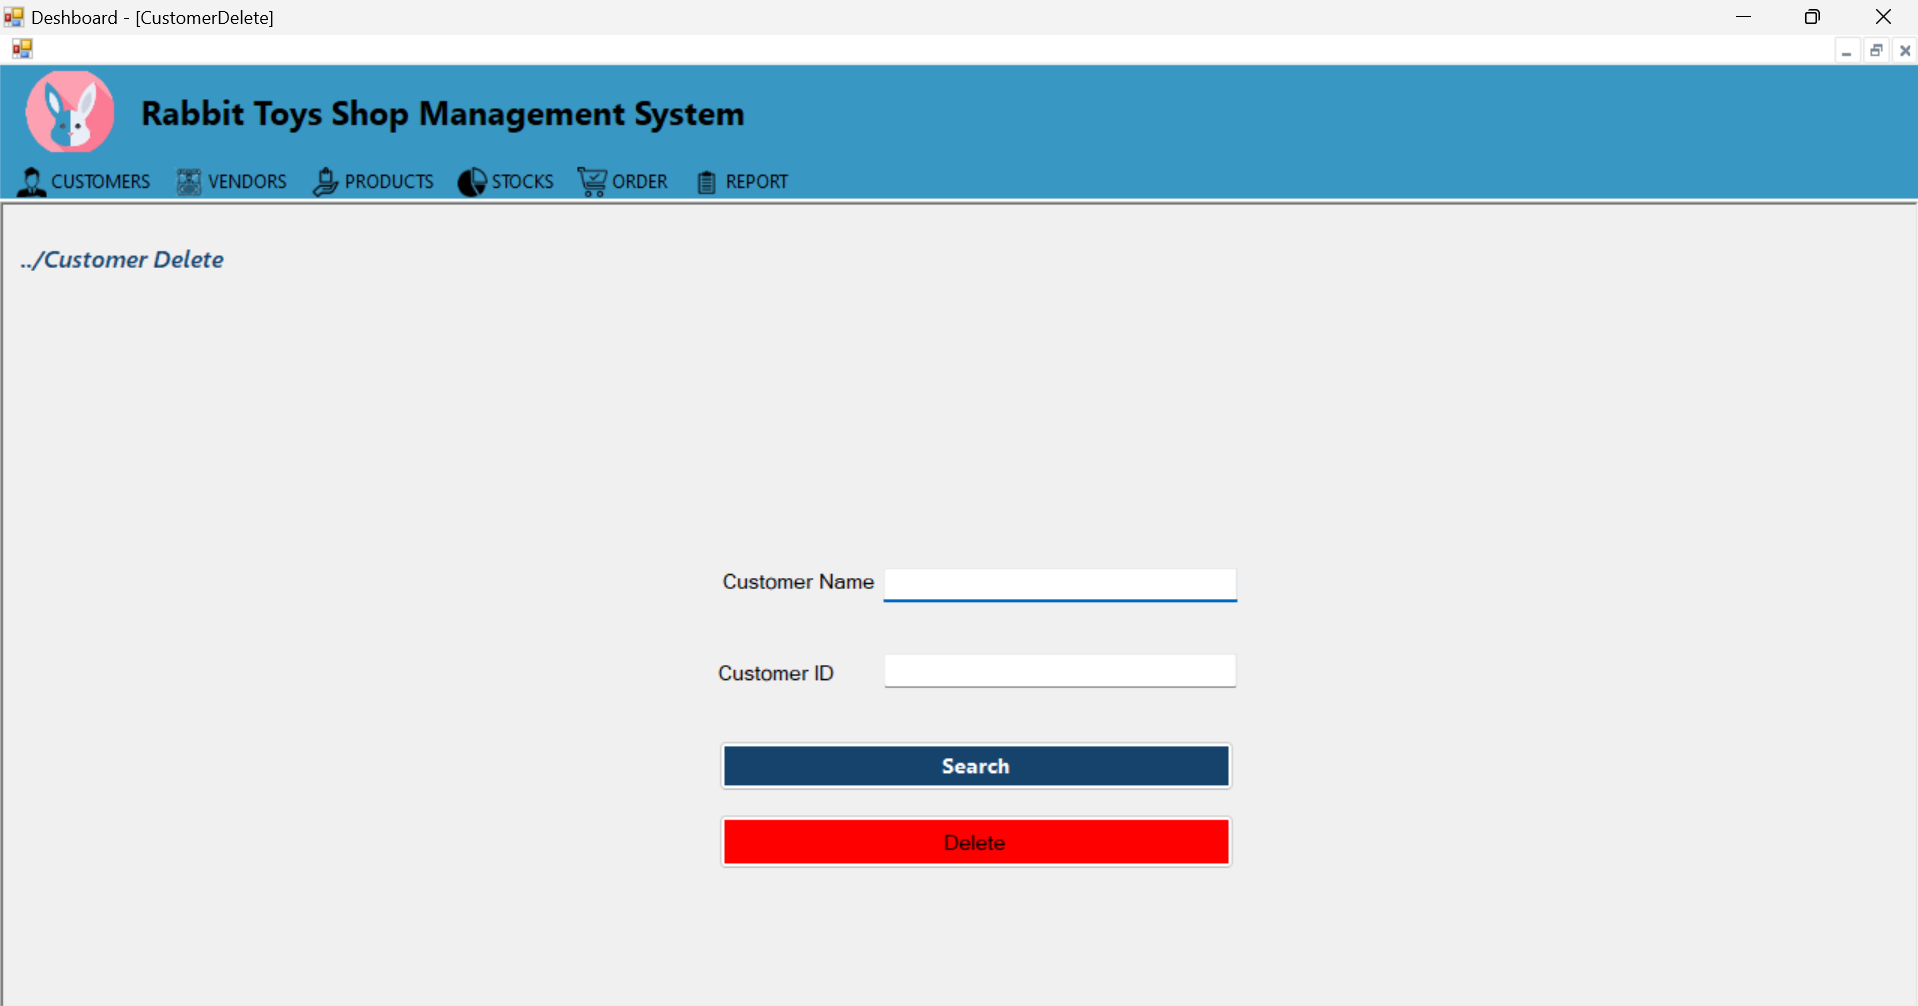 Deshboard - [CustomerDelete]
Rabbit Toys Shop Management System
CUSTOMERS VENDORS PRODUCTS STOCKS ORDER REPORT
../Customer Delete
Customer Name
Customer ID
Search
Delete